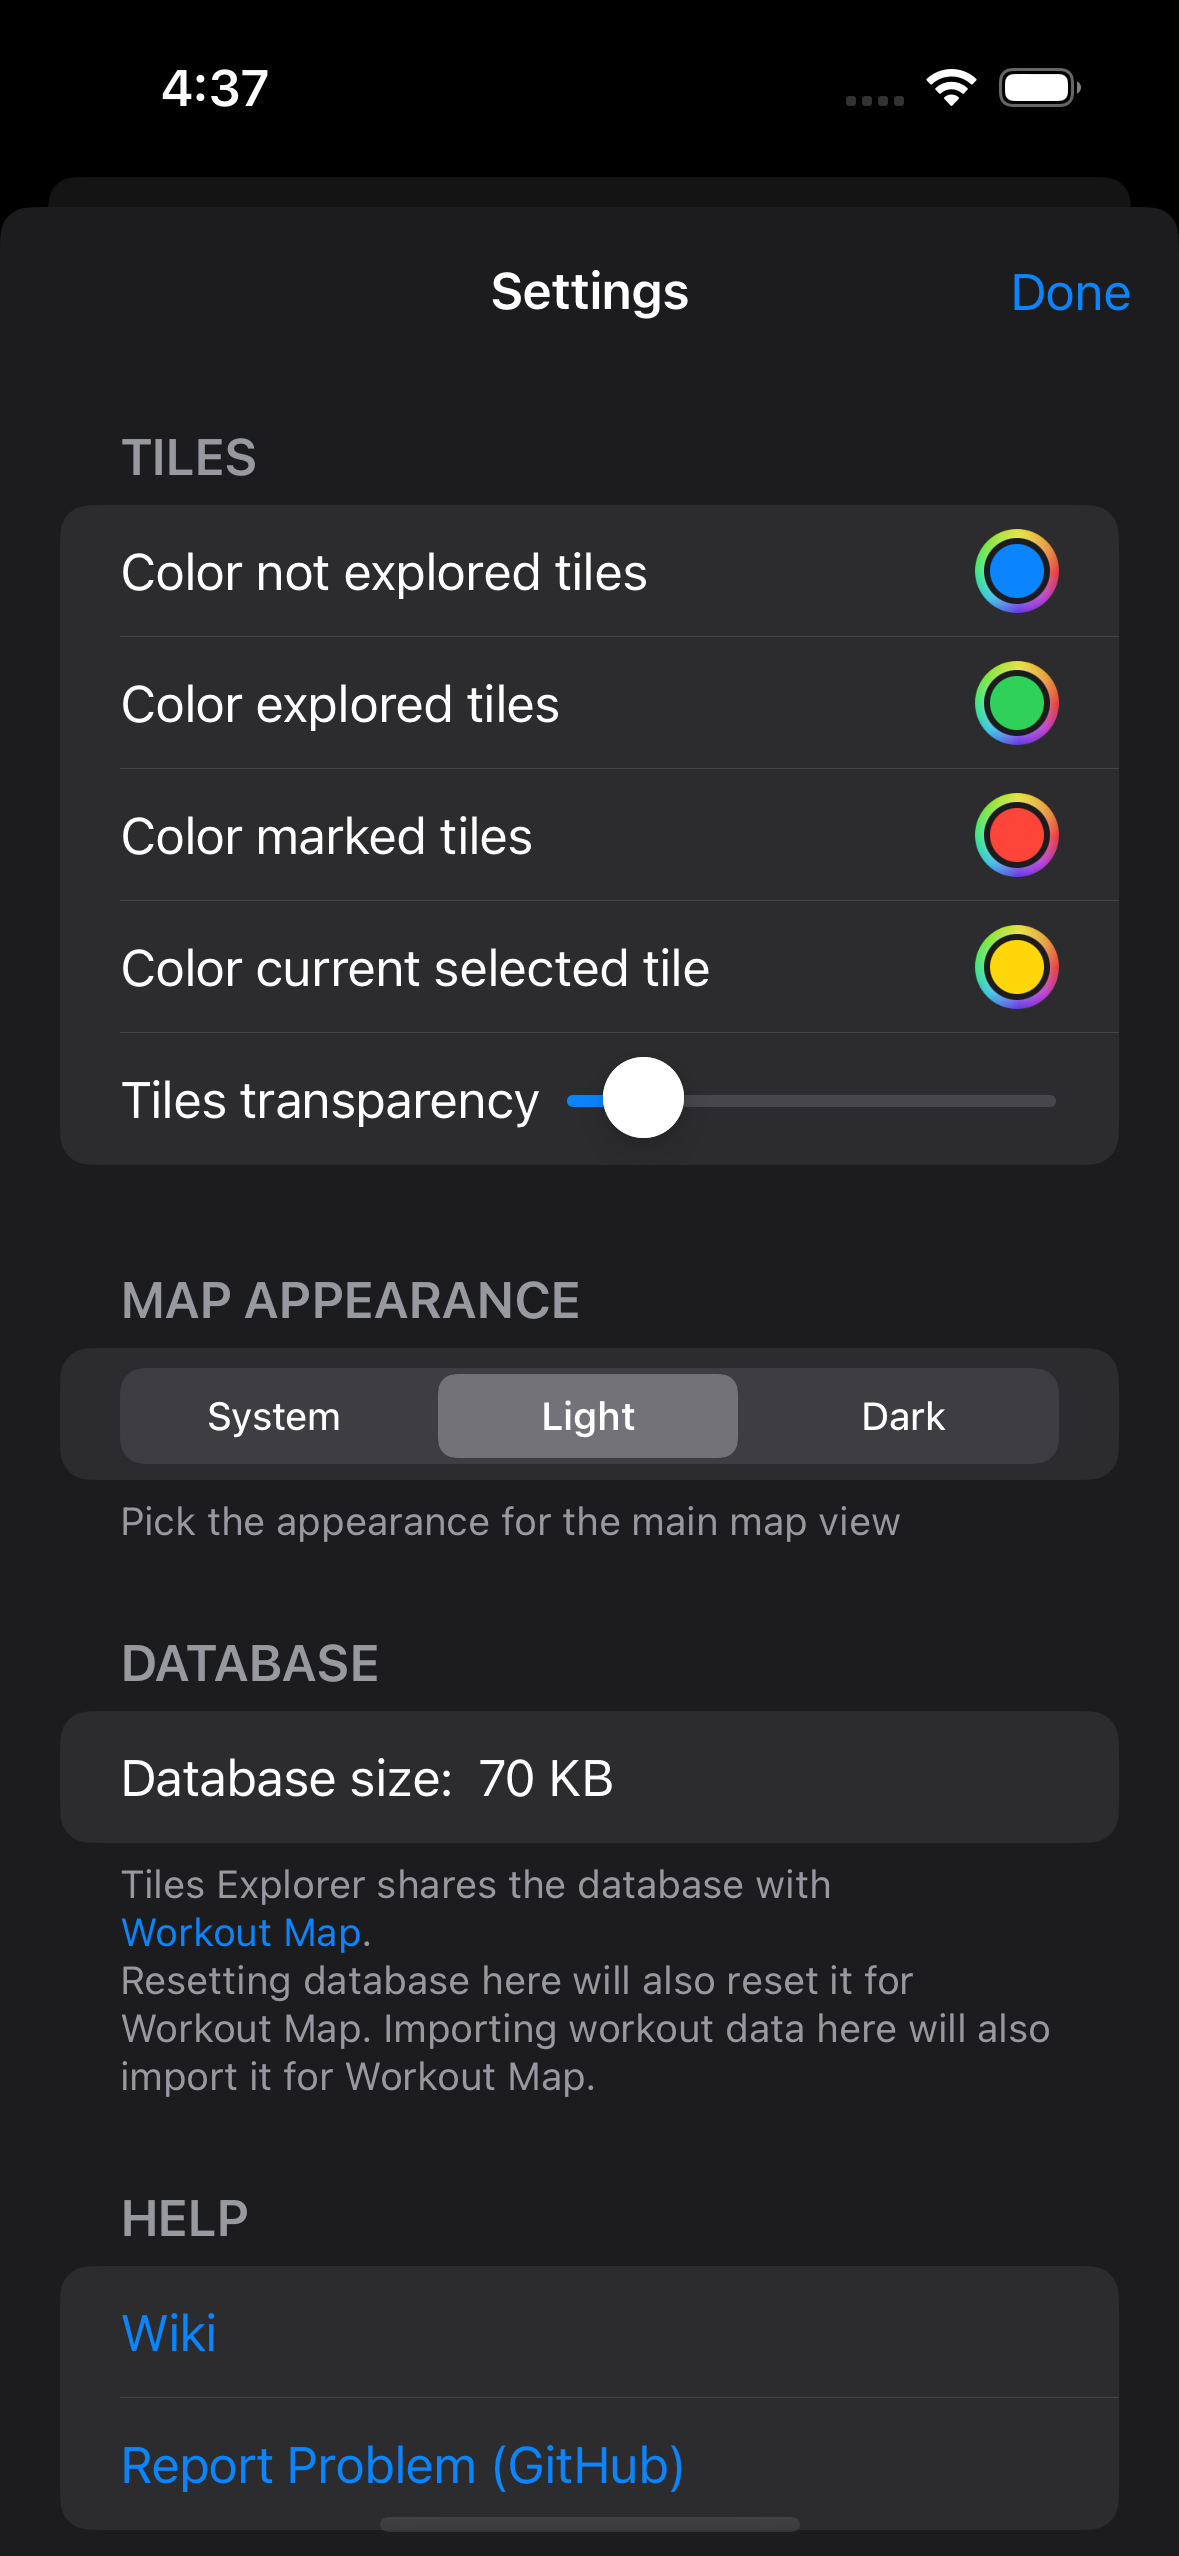 4:37
Settings
Done
TILES
Color not explored tiles
Color explored tiles
Color marked tiles
Color current selected tile
Tiles transparency
MAP APPEARANCE
System
Light
Dark
Pick the appearance for the main map view
DATABASE
Database size:  70 KB
Tiles Explorer shares the database with
Workout Map.
Resetting database here will also reset it for
Workout Map. Importing workout data here will also
import it for Workout Map.
HELP
Wiki
Report Problem (GitHub)